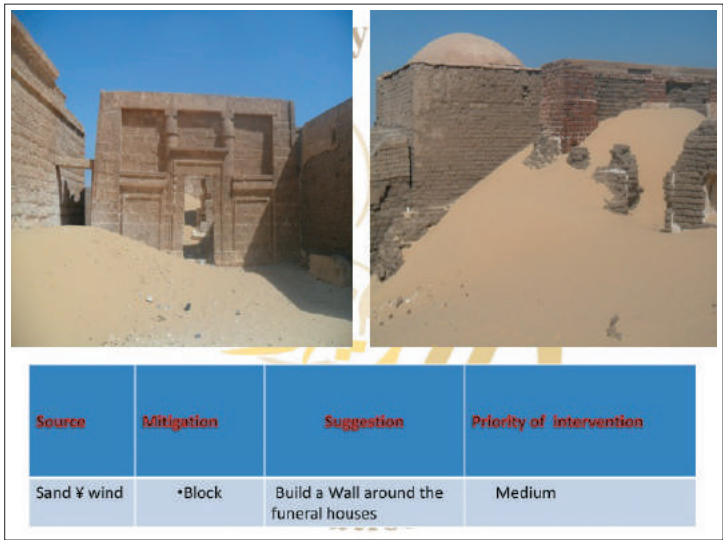 Source Mitigation Suggestion Priority of intervention
Sand ¥ wind •Block Build a Wall around the funeral houses Medium